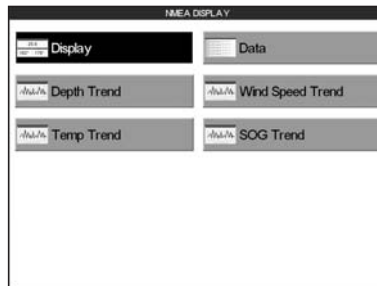 NMEA DISPLAY
Display
Data
Depth Trend
Wind Speed Trend
Temp Trend
SOG Trend